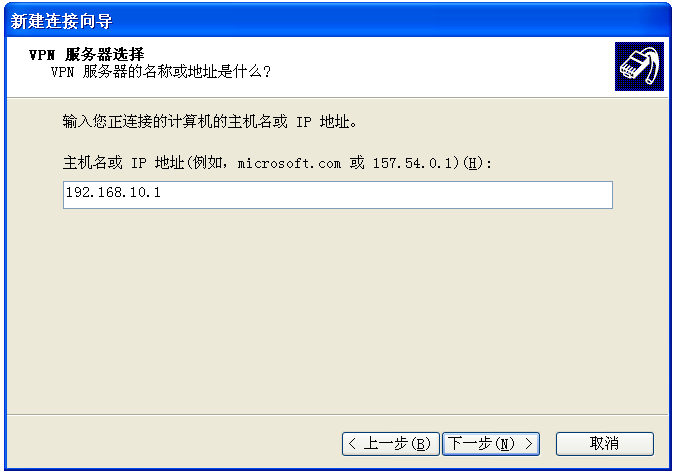 新建连接向导
VPN 服务器选择
VPN 服务器的名称或地址是什么?
输入您正连接的计算机的主机名或 IP 地址。
主机名或 IP 地址(例如，microsoft.com 或 157.54.0.1)(H):
192.168.10.1
< 上一步(B) 下一步(N) > 取消